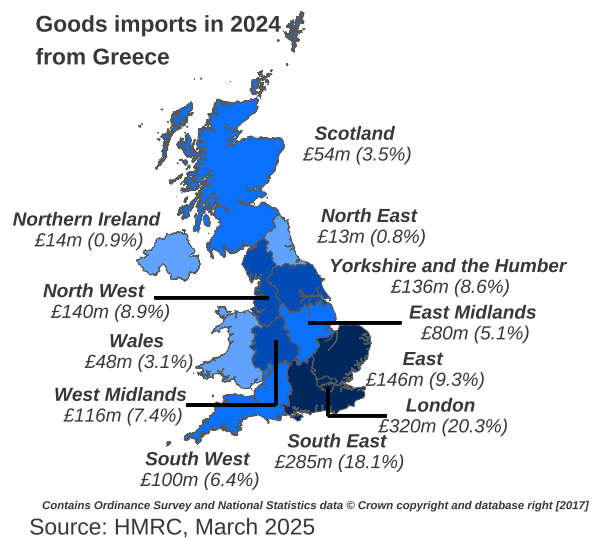 Goods imports in 2024
from Greece
Scotland
£54m (3.5%)
Northern Ireland
£14m (0.9%)
North East
£13m (0.8%)
Yorkshire and the Humber
£136m (8.6%)
North West
£140m (8.9%)
East Midlands
£80m (5.1%)
Wales
£48m (3.1%)
East
£146m (9.3%)
West Midlands
£116m (7.4%)
London
£320m (20.3%)
South East
£285m (18.1%)
South West
£100m (6.4%)
Contains Ordinance Survey and National Statistics data © Crown copyright and database right [2017]
Source: HMRC, March 2025